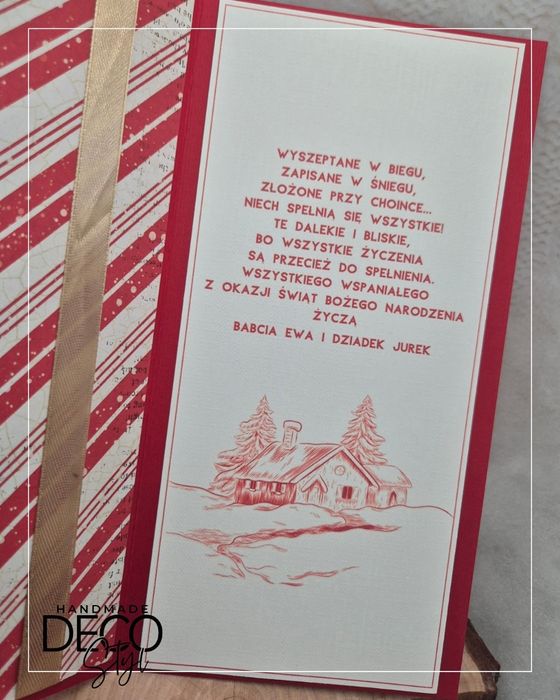 WYSZEPTANE W BIEGU,
ZAPISANE W ŚNIEGU,
ZŁOŻONE PRZY CHOINCE...
NIECH SPEŁNIĄ SIĘ WSZYSTKIE!
TE DALEKIE I BLISKIE,
BO WSZYSTKIE ŻYCZENIA
SĄ PRZECIEŻ DO SPEŁNIENIA.
WSZYSTKIEGO WSPANIAŁEGO
Z OKAZJI ŚWIĄT BOŻEGO NARODZENIA
ŻYCZĄ
BABCIA EWA I DZIADEK JUREK
HANDMADE
DECO
Styl